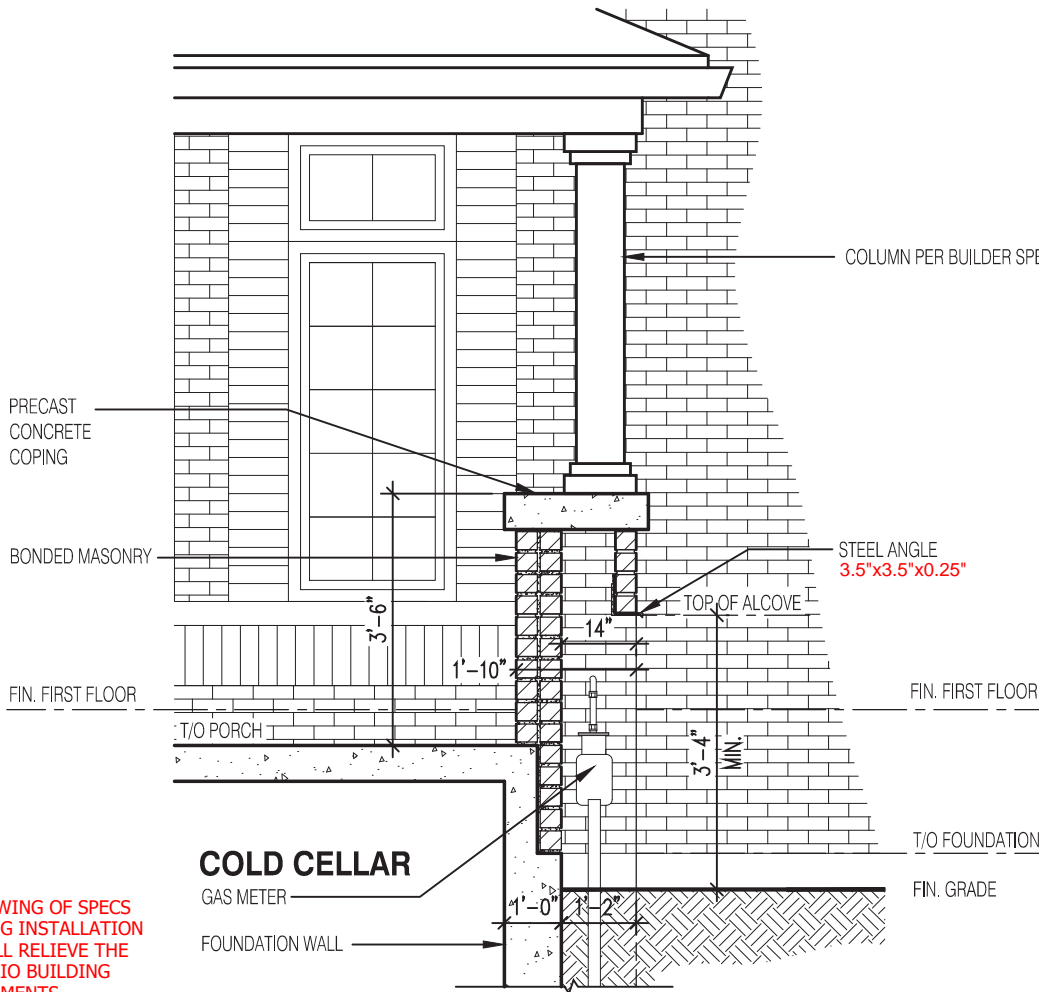 COLUMN PER BUILDER SPE
PRECAST
CONCRETE
COPING
BONDED MASONRY
STEEL ANGLE
3.5"x3.5"x0.25"
TOP OF ALCOVE
3'-6"
14"
1'-10"
FIN. FIRST FLOOR
FIN. FIRST FLOOR
T/O PORCH
3'-4"
MIN.
T/O FOUNDATION
COLD CELLAR
GAS METER
FIN. GRADE
1'-0"
1'-2"
FOUNDATION WALL
WING OF SPECS
G INSTALLATION
LL RELIEVE THE
IO BUILDING
MENTS